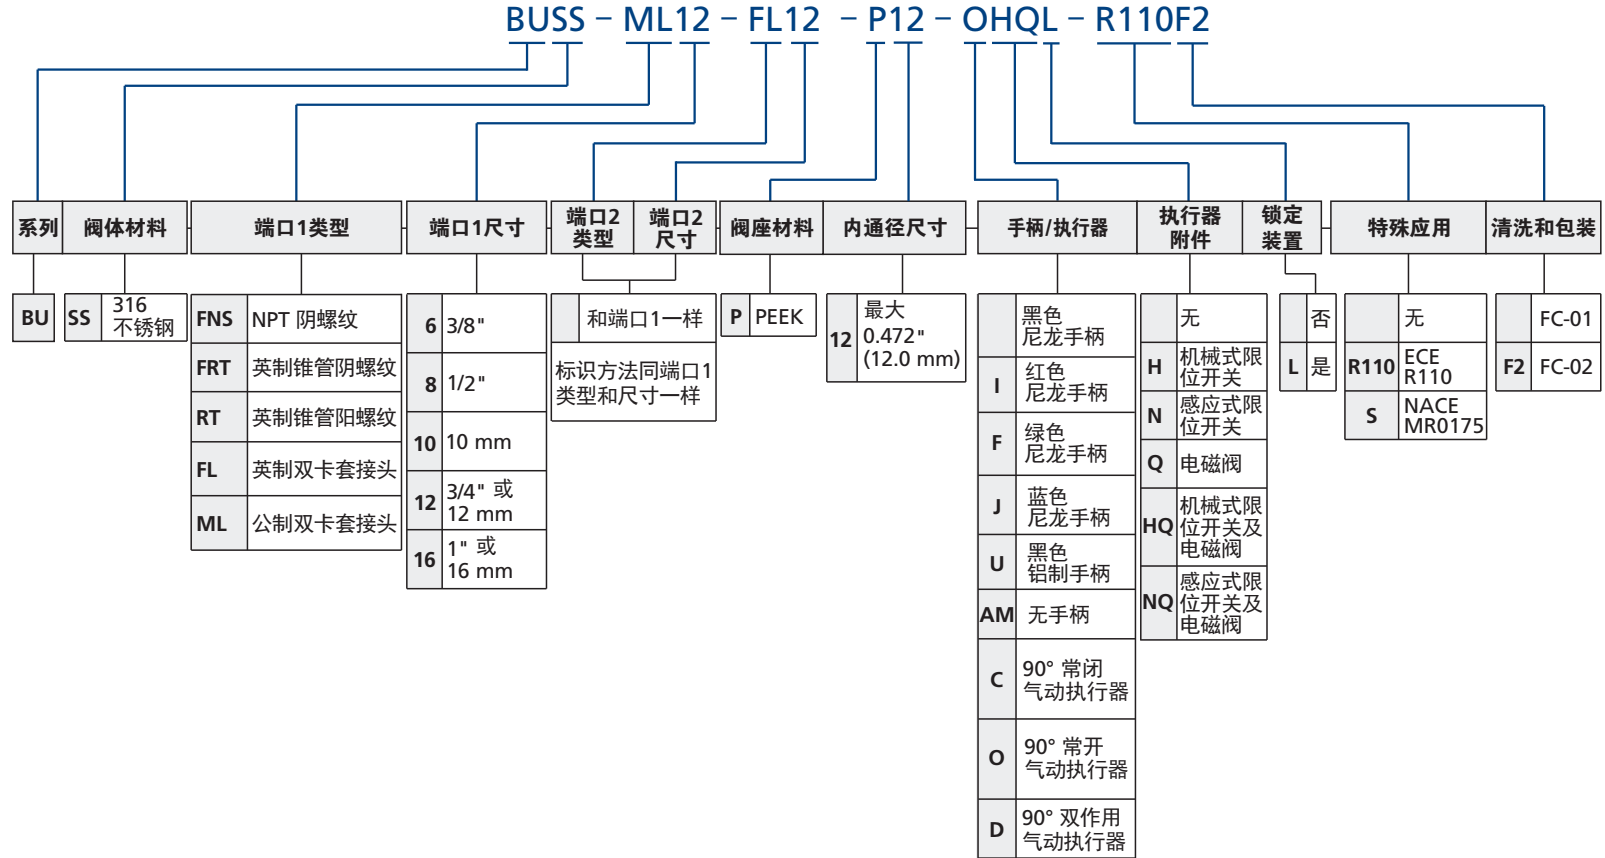 BUSS – ML12 – FL12 – P12 – OHQL – R110F2
系列
阀体材料
端口1类型
端口1尺寸
端口2
类型
端口2
尺寸
阀座材料
内通径尺寸
手柄/执行器
执行器
附件
锁定
装置
特殊应用
清洗和包装
BU
SS
316
不锈钢
FNS NPT 阴螺纹
FRT 英制锥管阴螺纹
RT 英制锥管阳螺纹
FL 英制双卡套接头
ML 公制双卡套接头
6 3/8"
8 1/2"
10 10 mm
12
3/4" 或
12 mm
16
1" 或
16 mm
和端口1一样
标识方法同端口1
类型和尺寸一样
P PEEK
12
最大
0.472"
(12.0 mm)
黑色
尼龙手柄
I
红色
尼龙手柄
F
绿色
尼龙手柄
J
蓝色
尼龙手柄
U
黑色
铝制手柄
AM 无手柄
C
90° 常闭
气动执行器
O
90° 常开
气动执行器
D
90° 双作用
气动执行器
无
H
机械式限
位开关
N
感应式限
位开关
Q 电磁阀
HQ
机械式限
位开关及
电磁阀
NQ
感应式限
位开关及
电磁阀
否
L 是
无
R110
ECE
R110
S
NACE
MR0175
FC-01
F2 FC-02